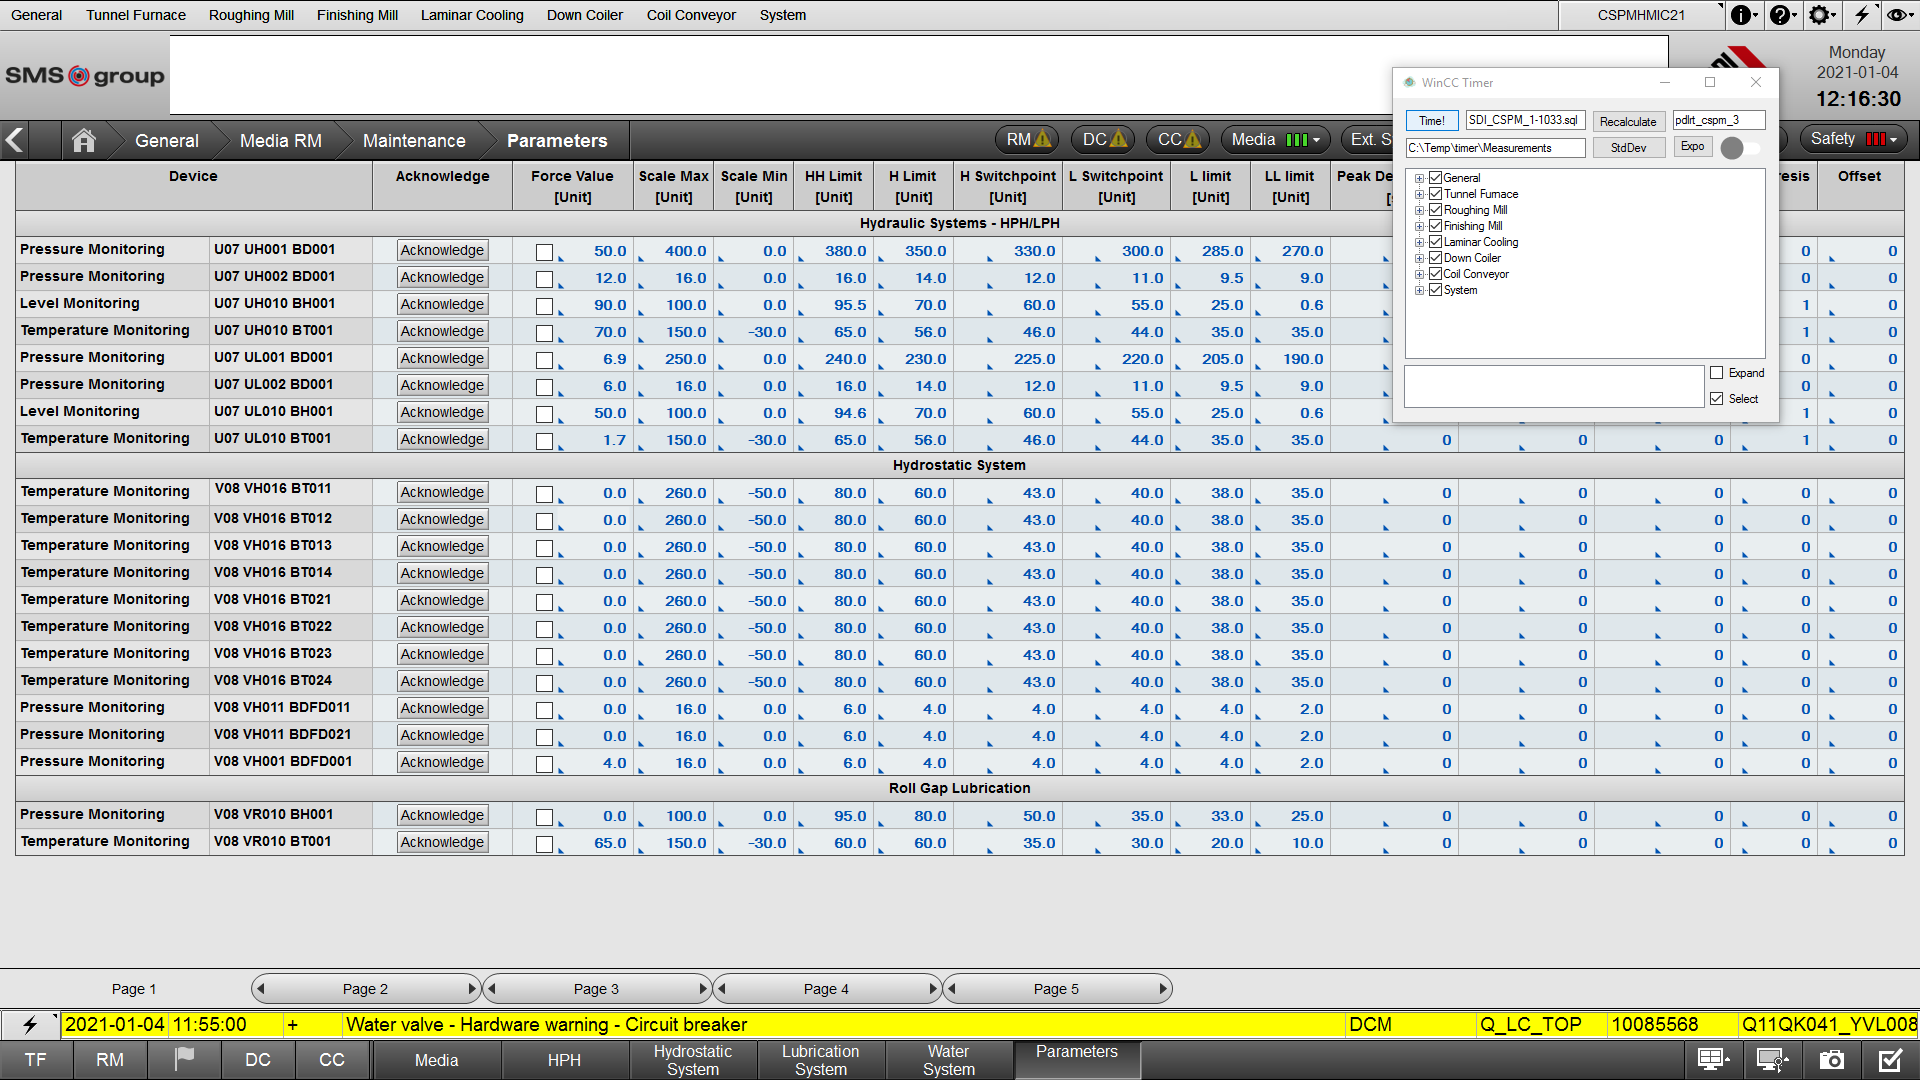 General Tunnel Furnace Roughing Mill Finishing Mill Laminar Cooling Down Coiler Coil Conveyor System CSPMHMIC21
SMS group
Monday
2021-01-04
12:16:30
General Media RM Maintenance Parameters RM DC CC Media Ext. S Safety
WinCC Timer
Time! SDI_CSPM_1-1033.sql Recalculate pdlrt_cspm_3
C:\Temp\timer\Measurements StdDev Expo
General
Tunnel Furnace
Roughing Mill
Finishing Mill
Laminar Cooling
Down Coiler
Coil Conveyor
System
Expand
Select
Device Acknowledge Force Value [Unit] Scale Max [Unit] Scale Min [Unit] HH Limit [Unit] H Limit [Unit] H Switchpoint [Unit] L Switchpoint [Unit] L limit [Unit] LL limit [Unit] Peak De resis Offset
Hydraulic Systems - HPH/LPH
Pressure Monitoring U07 UH001 BD001 Acknowledge 50.0 400.0 0.0 380.0 350.0 330.0 300.0 285.0 270.0 0 0
Pressure Monitoring U07 UH002 BD001 Acknowledge 12.0 16.0 0.0 16.0 14.0 12.0 11.0 9.5 9.0 0 0
Level Monitoring U07 UH010 BH001 Acknowledge 90.0 100.0 0.0 95.5 70.0 60.0 55.0 25.0 0.6 1 0
Temperature Monitoring U07 UH010 BT001 Acknowledge 70.0 150.0 -30.0 65.0 56.0 46.0 44.0 35.0 35.0 1 0
Pressure Monitoring U07 UL001 BD001 Acknowledge 6.9 250.0 0.0 240.0 230.0 225.0 220.0 205.0 190.0 0 0
Pressure Monitoring U07 UL002 BD001 Acknowledge 6.0 16.0 0.0 16.0 14.0 12.0 11.0 9.5 9.0 0 0
Level Monitoring U07 UL010 BH001 Acknowledge 50.0 100.0 0.0 94.6 70.0 60.0 55.0 25.0 0.6 1 0
Temperature Monitoring U07 UL010 BT001 Acknowledge 1.7 150.0 -30.0 65.0 56.0 46.0 44.0 35.0 35.0 0 0 0 1 0
Hydrostatic System
Temperature Monitoring V08 VH016 BT011 Acknowledge 0.0 260.0 -50.0 80.0 60.0 43.0 40.0 38.0 35.0 0 0 0 0 0
Temperature Monitoring V08 VH016 BT012 Acknowledge 0.0 260.0 -50.0 80.0 60.0 43.0 40.0 38.0 35.0 0 0 0 0 0
Temperature Monitoring V08 VH016 BT013 Acknowledge 0.0 260.0 -50.0 80.0 60.0 43.0 40.0 38.0 35.0 0 0 0 0 0
Temperature Monitoring V08 VH016 BT014 Acknowledge 0.0 260.0 -50.0 80.0 60.0 43.0 40.0 38.0 35.0 0 0 0 0 0
Temperature Monitoring V08 VH016 BT021 Acknowledge 0.0 260.0 -50.0 80.0 60.0 43.0 40.0 38.0 35.0 0 0 0 0 0
Temperature Monitoring V08 VH016 BT022 Acknowledge 0.0 260.0 -50.0 80.0 60.0 43.0 40.0 38.0 35.0 0 0 0 0 0
Temperature Monitoring V08 VH016 BT023 Acknowledge 0.0 260.0 -50.0 80.0 60.0 43.0 40.0 38.0 35.0 0 0 0 0 0
Temperature Monitoring V08 VH016 BT024 Acknowledge 0.0 260.0 -50.0 80.0 60.0 43.0 40.0 38.0 35.0 0 0 0 0 0
Pressure Monitoring V08 VH011 BDFD011 Acknowledge 0.0 16.0 0.0 6.0 4.0 4.0 4.0 4.0 2.0 0 0 0 0 0
Pressure Monitoring V08 VH011 BDFD021 Acknowledge 0.0 16.0 0.0 6.0 4.0 4.0 4.0 4.0 2.0 0 0 0 0 0
Pressure Monitoring V08 VH001 BDFD001 Acknowledge 4.0 16.0 0.0 6.0 4.0 4.0 4.0 4.0 2.0 0 0 0 0 0
Roll Gap Lubrication
Pressure Monitoring V08 VR010 BH001 Acknowledge 0.0 100.0 0.0 95.0 80.0 50.0 35.0 33.0 25.0 0 0 0 0 0
Temperature Monitoring V08 VR010 BT001 Acknowledge 65.0 150.0 -30.0 60.0 60.0 35.0 30.0 20.0 10.0 0 0 0 0 0
Page 1 Page 2 Page 3 Page 4 Page 5
2021-01-04 11:55:00 + Water valve - Hardware warning - Circuit breaker DCM Q_LC_TOP 10085568 Q11QK041_YVL008
TF RM DC CC Media HPH Hydrostatic System Lubrication System Water System Parameters